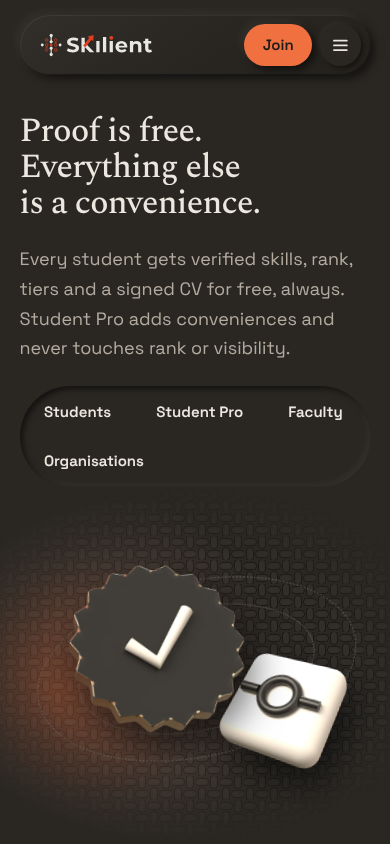 Skilient
Join
Proof is free.
Everything else
is a convenience.
Every student gets verified skills, rank,
tiers and a signed CV for free, always.
Student Pro adds conveniences and
never touches rank or visibility.
Students
Student Pro
Faculty
Organisations